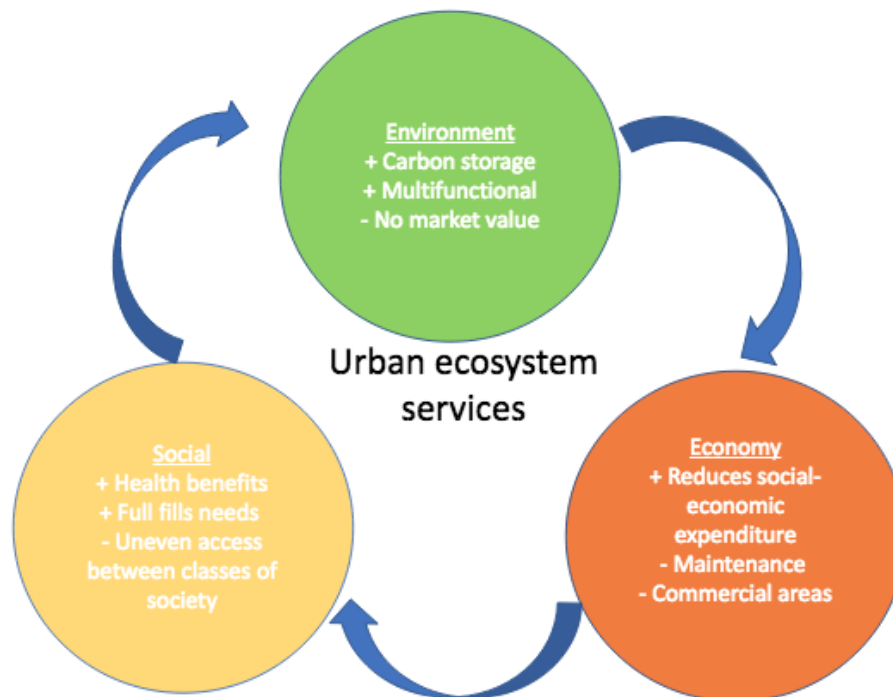 Environment
+ Carbon storage
+ Multifunctional
- No market value
Urban ecosystem
services
Social
+ Health benefits
+ Full fills needs
- Uneven access
between classes of
society
Economy
+ Reduces social-
economic
expenditure
- Maintenance
- Commercial areas